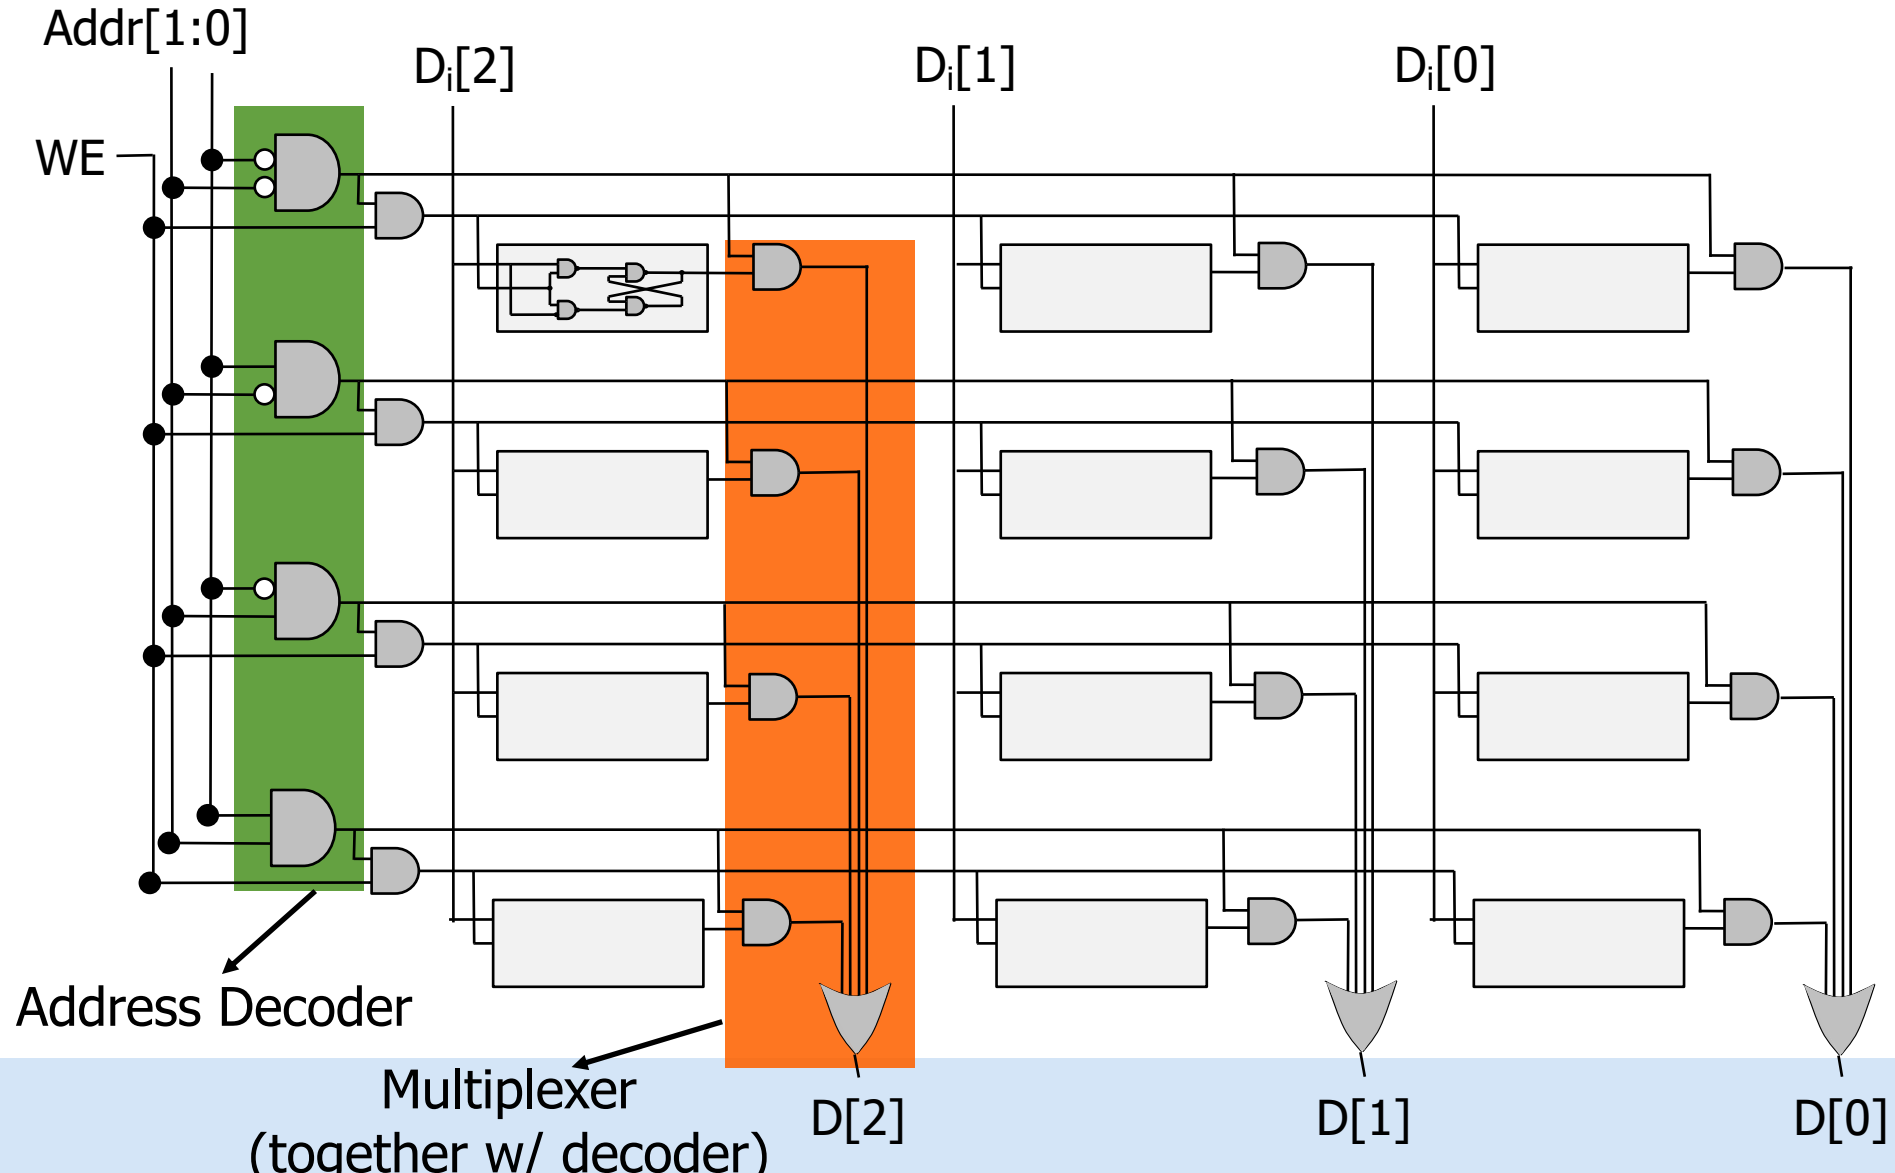 Addr[1:0]
Di[2]
Di[1]
Di[0]
WE
Address Decoder
Multiplexer
(together w/ decoder)
D[2]
D[1]
D[0]